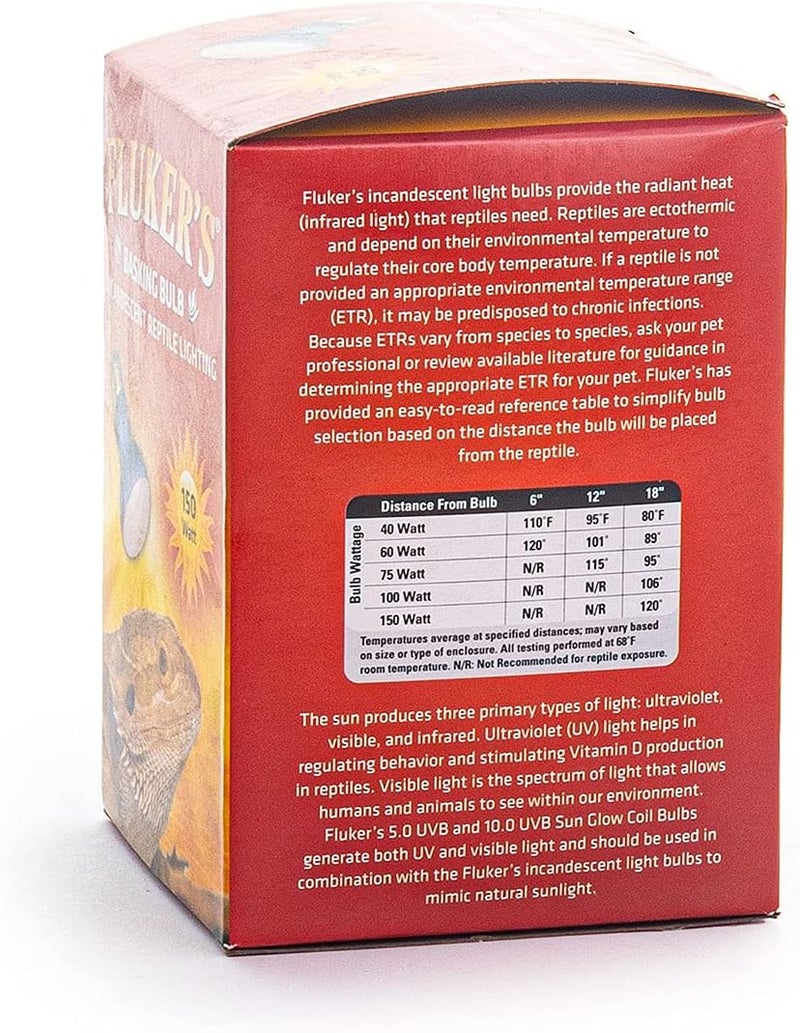 FLUKER'S
BASKING BULB
REPTILE LIGHTING
150
Watt
Fluker's incandescent light bulbs provide the radiant heat
(infrared light) that reptiles need. Reptiles are ectothermic
and depend on their environmental temperature to
regulate their core body temperature. If a reptile is not
provided an appropriate environmental temperature range
(ETR), it may be predisposed to chronic infections.
Because ETRs vary from species to species, ask your pet
professional or review available literature for guidance in
determining the appropriate ETR for your pet. Fluker's has
provided an easy-to-read reference table to simplify bulb
selection based on the distance the bulb will be placed
from the reptile.
Distance From Bulb 6" 12" 18"
Bulb Wattage
40 Watt 110°F 95°F 80°F
60 Watt 120° 101° 89°
75 Watt N/R 115° 95°
100 Watt N/R N/R 106°
150 Watt N/R N/R 120°
Temperatures average at specified distances; may vary based
on size or type of enclosure. All testing performed at 68°F
room temperature. N/R: Not Recommended for reptile exposure.
The sun produces three primary types of light: ultraviolet,
visible, and infrared. Ultraviolet (UV) light helps in
regulating behavior and stimulating Vitamin D production
in reptiles. Visible light is the spectrum of light that allows
humans and animals to see within our environment.
Fluker's 5.0 UVB and 10.0 UVB Sun Glow Coil Bulbs
generate both UV and visible light and should be used in
combination with the Fluker's incandescent light bulbs to
mimic natural sunlight.